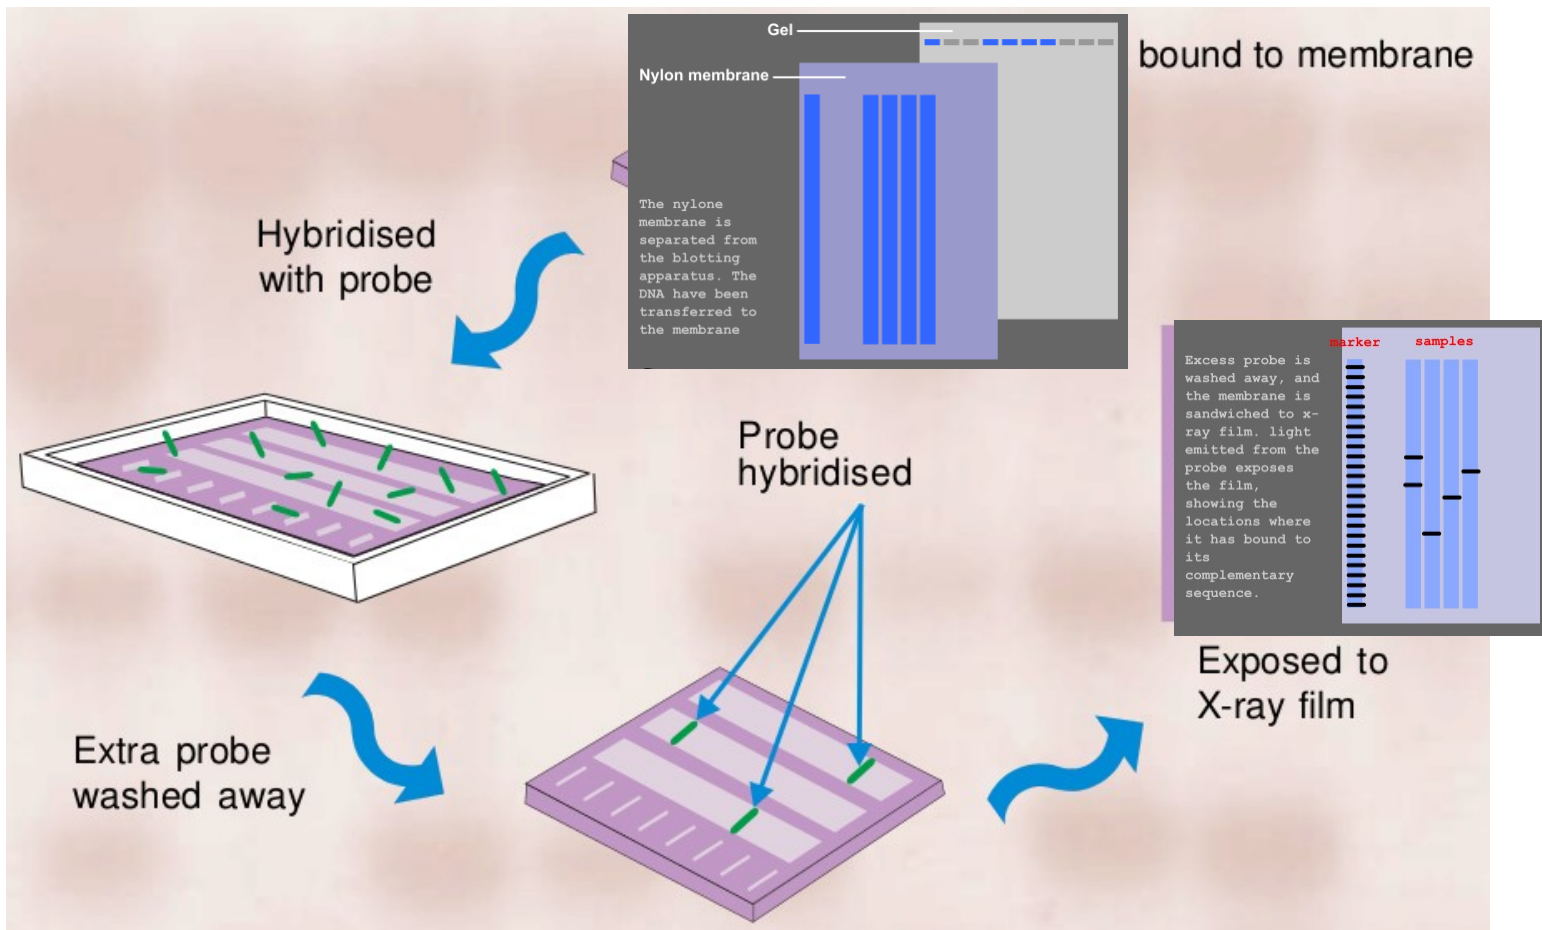 Gel
bound to membrane
Nylon membrane
The nylone
membrane is
separated from
the blotting
apparatus. The
DNA have been
transferred to
the membrane
Hybridised
with probe
marker
samples
Excess probe is
washed away, and
the membrane is
sandwiched to x-
ray film. light
emitted from the
probe exposes
the film,
showing the
locations where
it has bound to
its
complementary
sequence.
Probe
hybridised
Exposed to
X-ray film
Extra probe
washed away